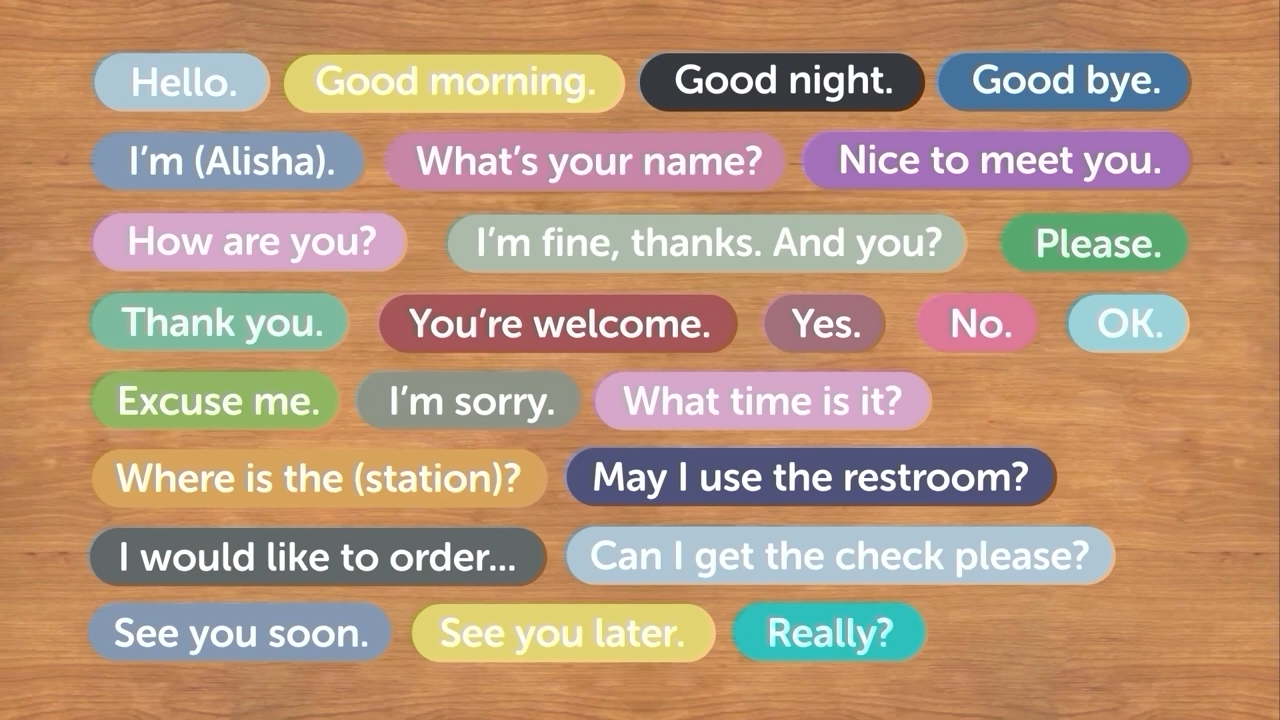 Hello. Good morning. Good night. Good bye.
I'm (Alisha). What's your name? Nice to meet you.
How are you? I'm fine, thanks. And you? Please.
Thank you. You're welcome. Yes. No. OK.
Excuse me. I'm sorry. What time is it?
Where is the (station)? May I use the restroom?
I would like to order... Can I get the check please?
See you soon. See you later. Really?